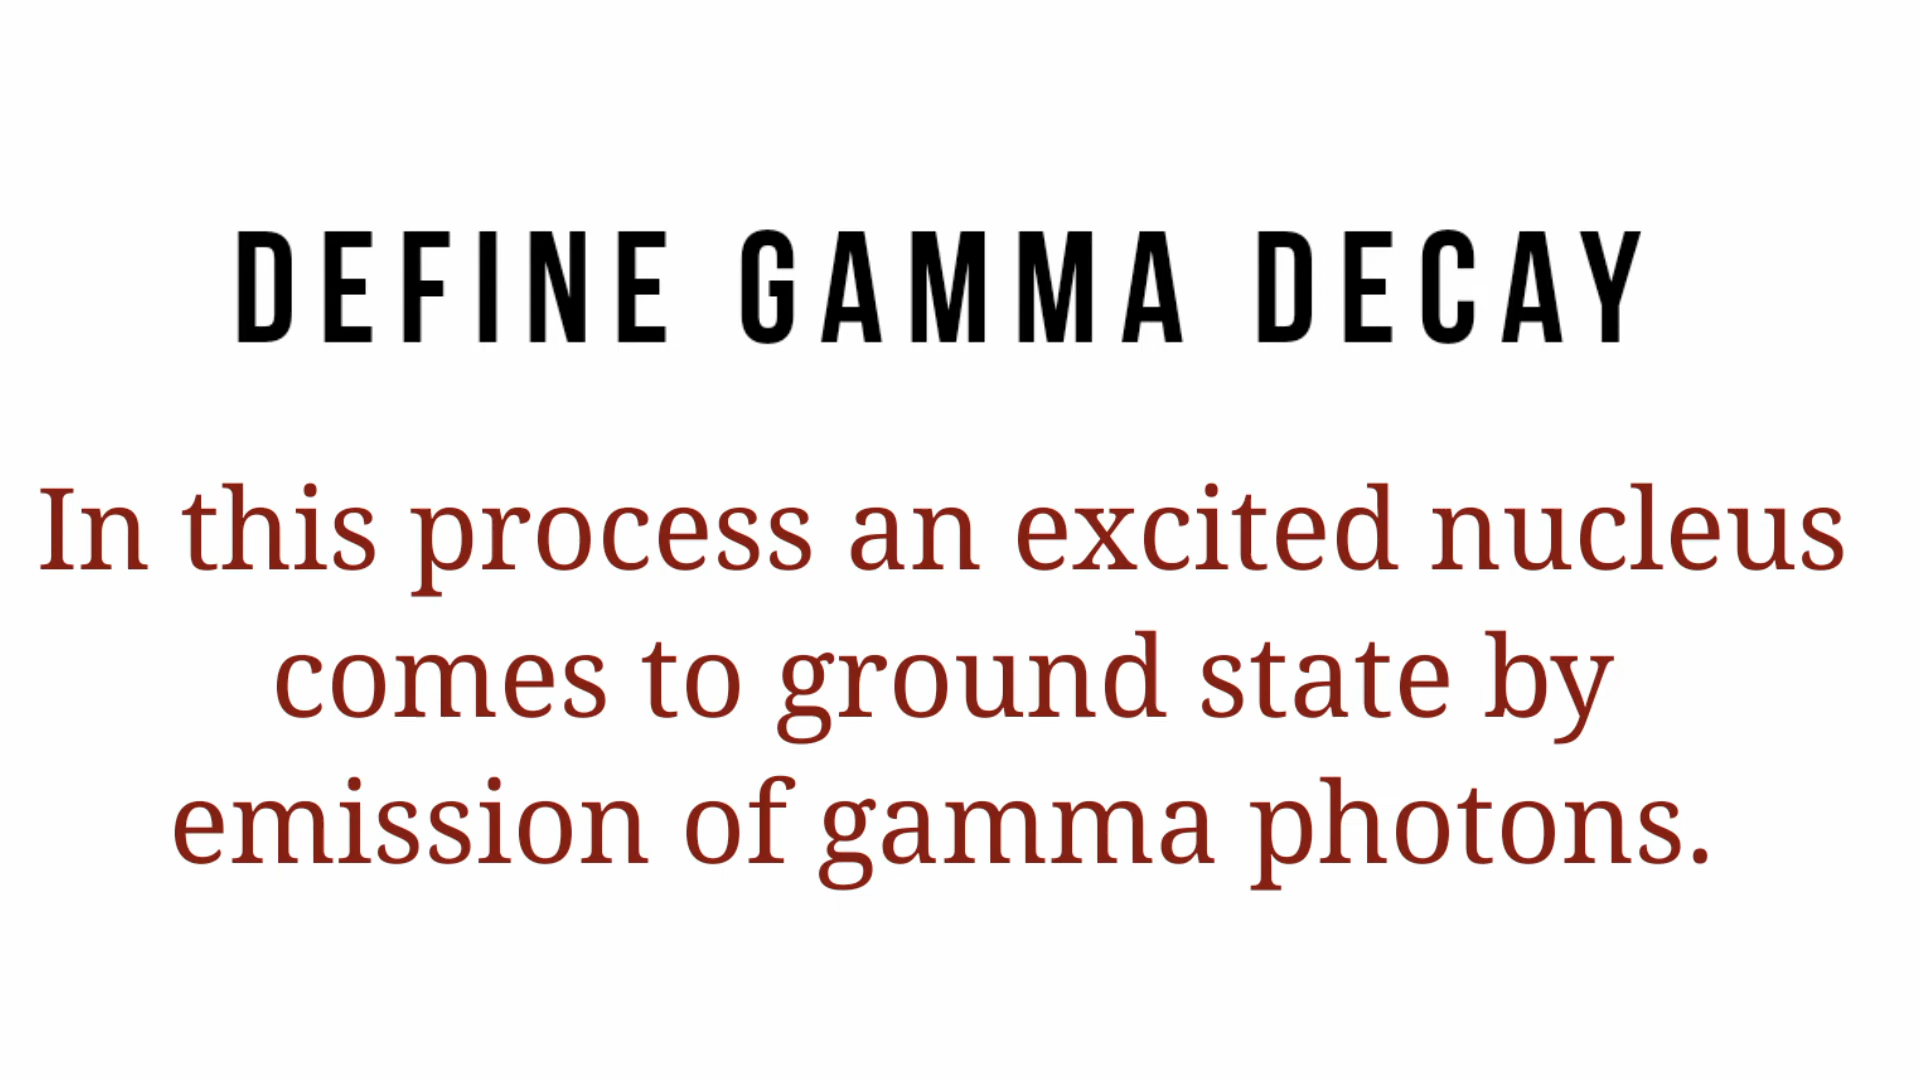 DEFINE GAMMA DECAY
In this process an excited nucleus
comes to ground state by
emission of gamma photons.